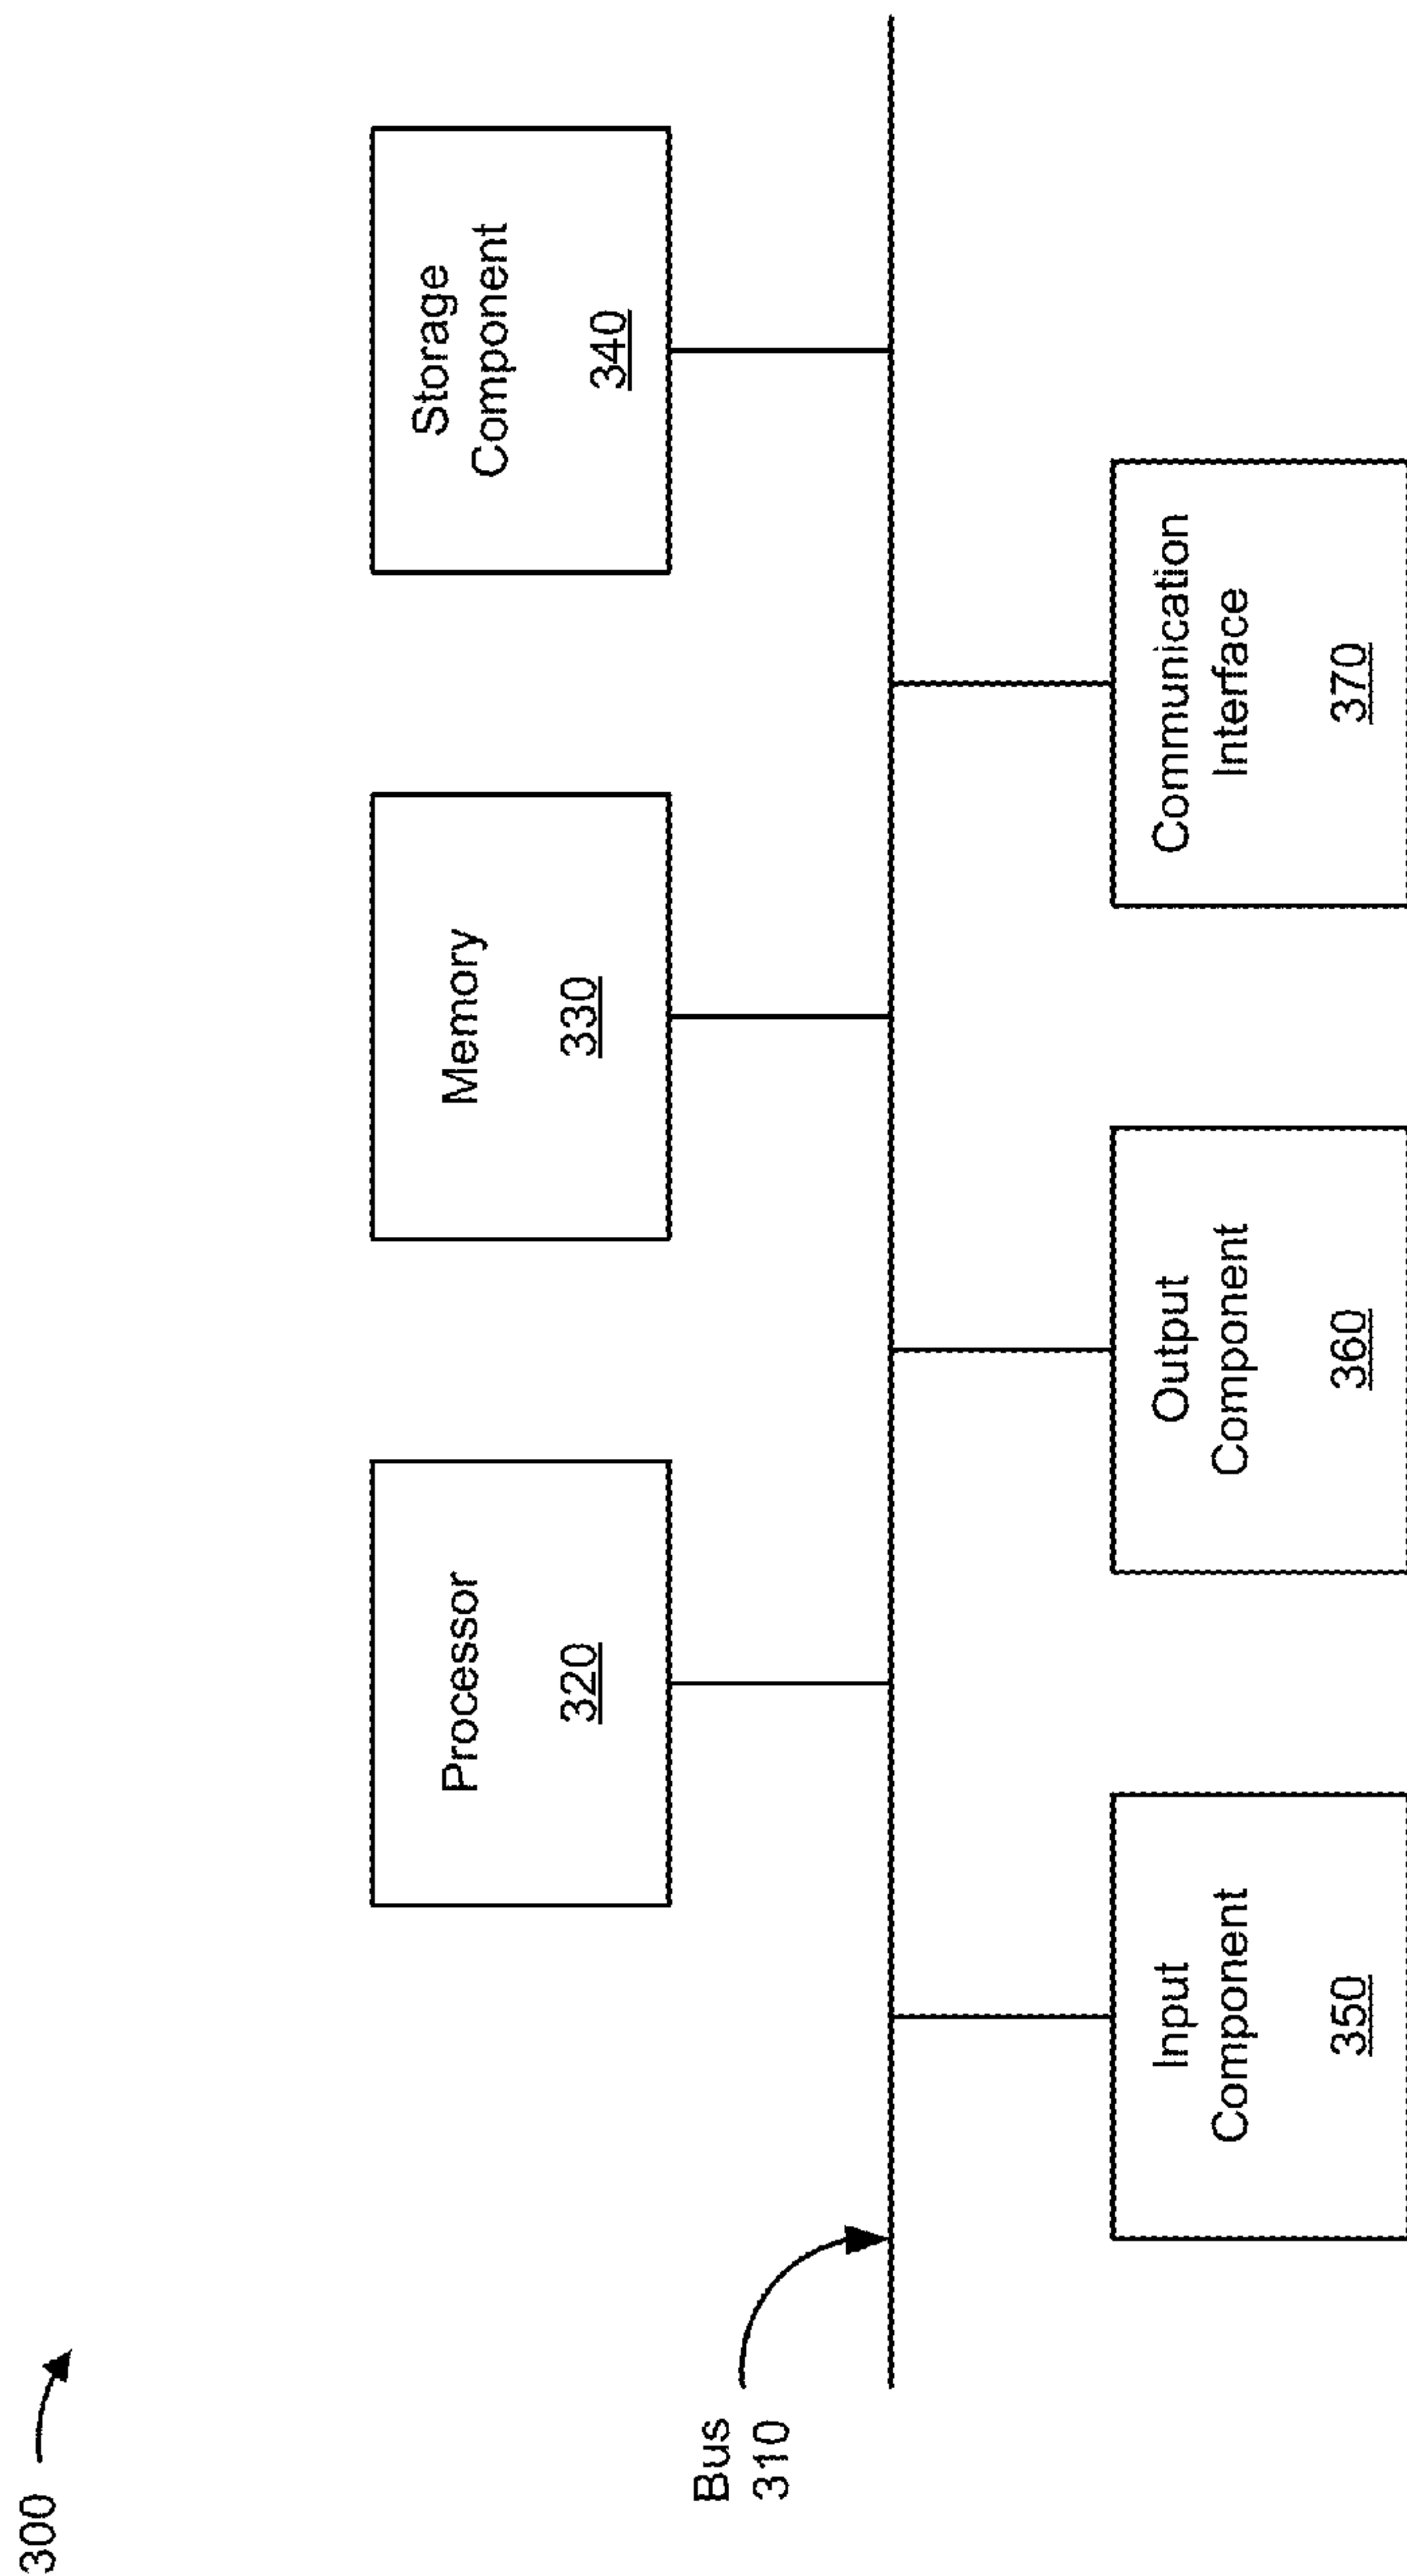 300
Processor
320
Memory
330
Storage
Component
340
Bus
310
Input
Component
350
Output
Component
360
Communication
Interface
370